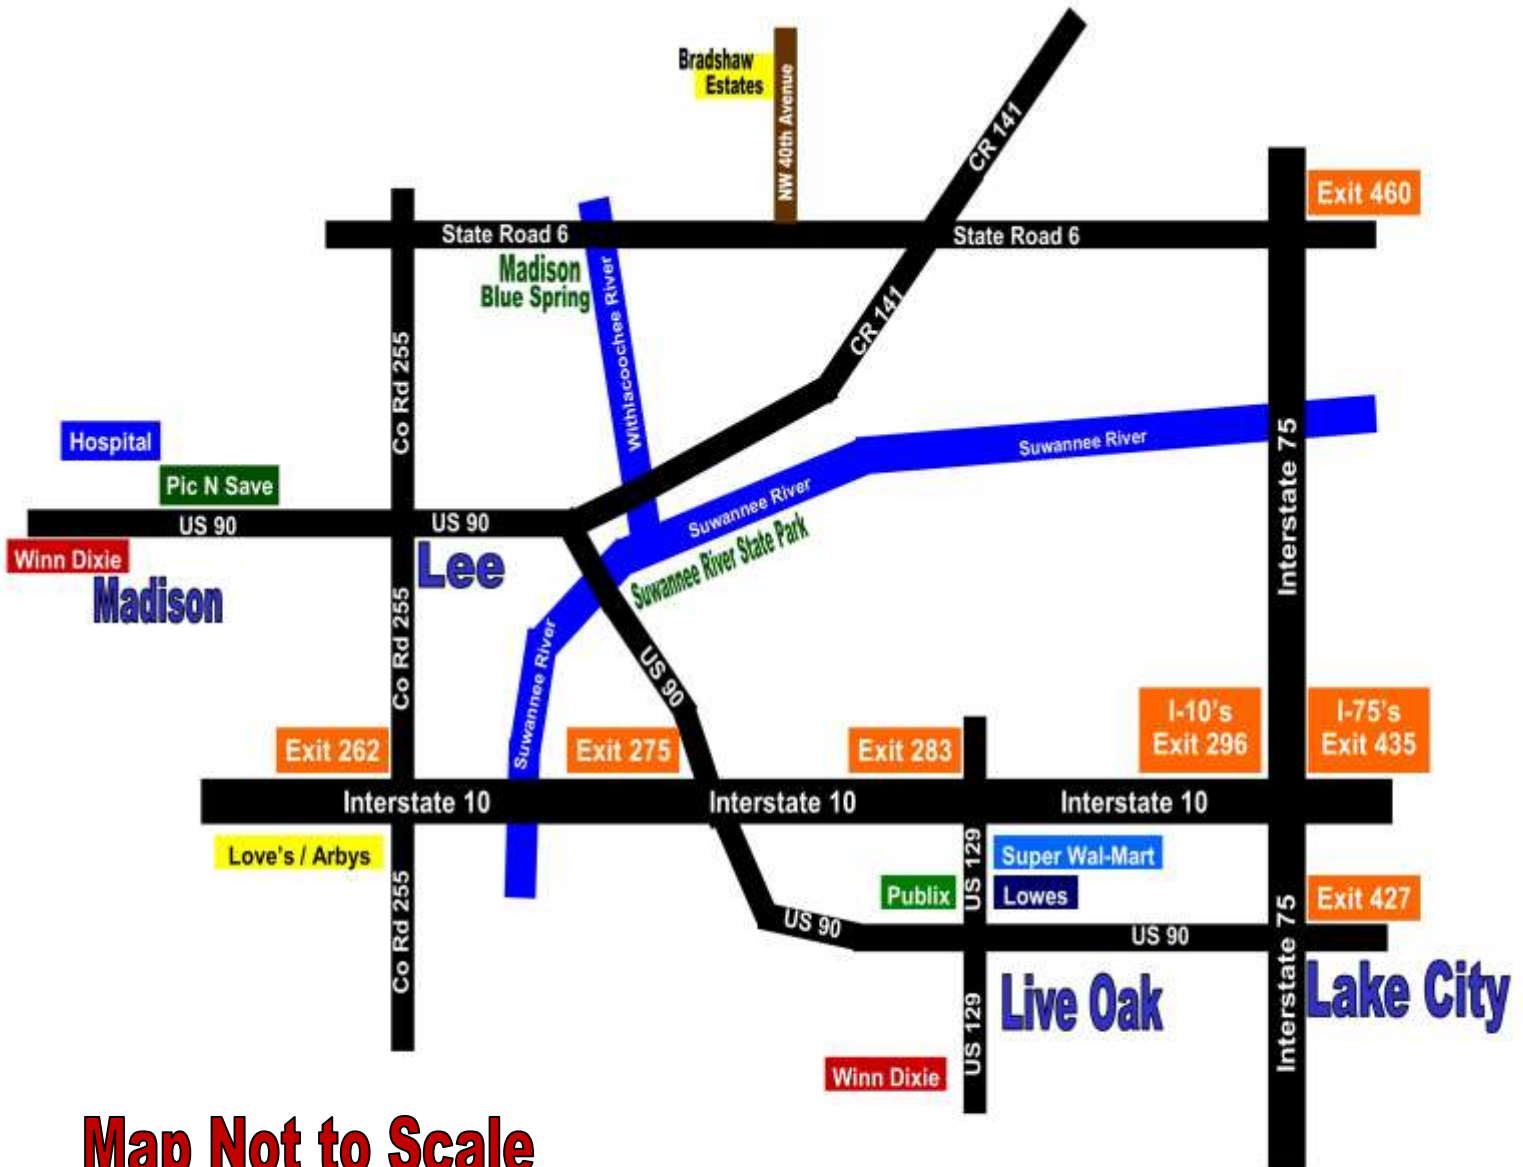 Bradshaw
Estates
NW 40th Avenue
CR 141
Exit 460
State Road 6
State Road 6
Madison
Blue Spring
Withlacoochee River
CR 141
Co Rd 255
Hospital
Pic N Save
Suwannee River
Interstate 75
US 90
US 90
Suwannee River
Winn Dixie
Lee
Suwannee River State Park
Madison
Co Rd 255
Suwannee River
US 90
Exit 262
Exit 275
Exit 283
I-10's
Exit 296
I-75's
Exit 435
Interstate 10
Interstate 10
Interstate 10
Love's / Arbys
US 129
Super Wal-Mart
Publix
Lowes
Exit 427
Co Rd 255
US 90
US 90
Interstate 75
Live Oak
Lake City
US 129
Winn Dixie
Map Not to Scale